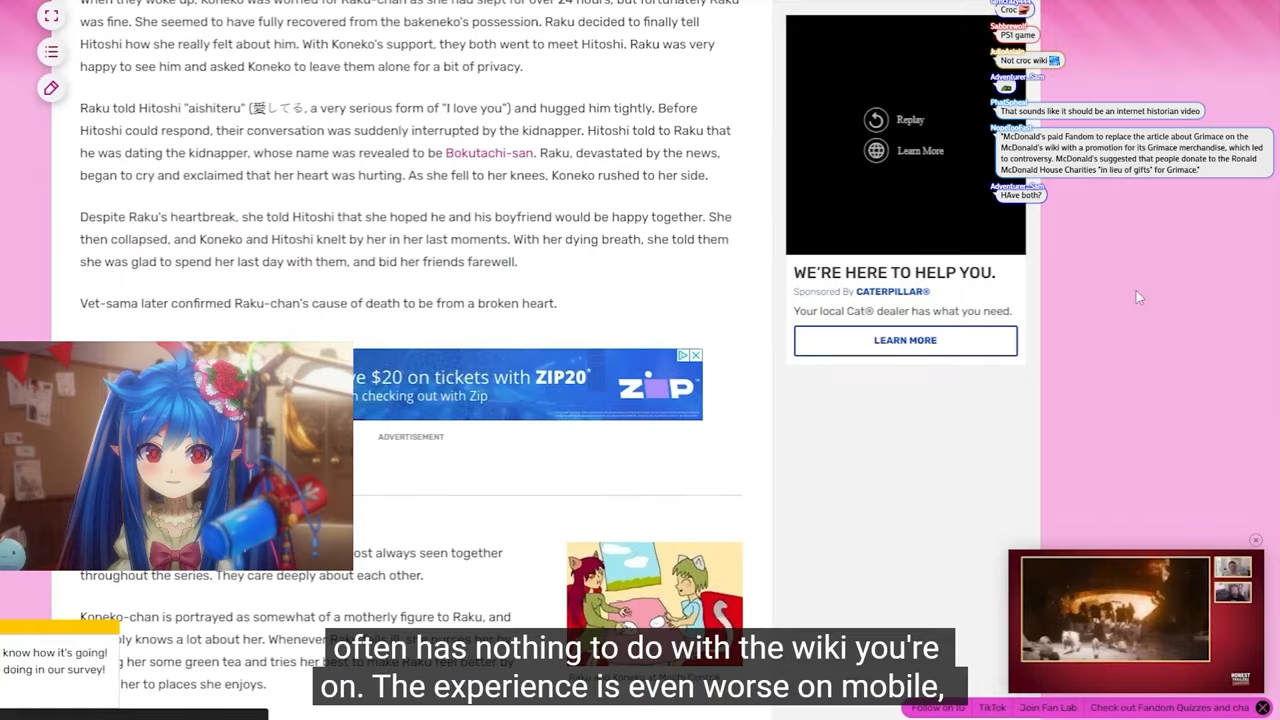 When they woke up, Koneko was worried for Raku-chan as she had slept for over 24 hours, but fortunately Raku
was fine. She seemed to have fully recovered from the bakeneko's possession. Raku decided to finally tell
Hitoshi how she really felt about him. With Koneko's support, they both went to meet Hitoshi. Raku was very
happy to see him and asked Koneko to leave them alone for a bit of privacy.
Raku told Hitoshi "aishiteru" (愛してる, a very serious form of "I love you") and hugged him tightly. Before
Hitoshi could respond, their conversation was suddenly interrupted by the kidnapper. Hitoshi told to Raku that
he was dating the kidnapper, whose name was revealed to be Bokutachi-san. Raku, devastated by the news,
began to cry and exclaimed that her heart was hurting. As she fell to her knees, Koneko rushed to her side.
Despite Raku's heartbreak, she told Hitoshi that she hoped he and his boyfriend would be happy together. She
then collapsed, and Koneko and Hitoshi knelt by her in her last moments. With her dying breath, she told them
she was glad to spend her last day with them, and bid her friends farewell.
Vet-sama later confirmed Raku-chan's cause of death to be from a broken heart.
e $20 on tickets with ZIP20*
checking out with Zip
ZIP
ADVERTISEMENT
ost always seen together
throughout the series. They care deeply about each other.
Koneko-chan is portrayed as somewhat of a motherly figure to Raku, and
bly knows a lot about her. Whenever
her some green tea and tries her best to make Raku feel better by
her to places she enjoys.
know how it's going!
doing in our survey!
Replay
Learn More
WE'RE HERE TO HELP YOU.
Sponsored By CATERPILLAR®
Your local Cat® dealer has what you need.
LEARN MORE
Croc
Sabbrewolf
PS1 game
Not croc wiki
Adventurer_Sam
PhatSphesl
That sounds like it should be an internet historian video
NopeTooFast
"McDonald's paid Fandom to replace the article about Grimace on the
McDonald's wiki with a promotion for its Grimace merchandise, which led
to controversy. McDonald's suggested that people donate to the Ronald
McDonald House Charities "in lieu of gifts" for Grimace."
Adventurer_Sam
HAve both?
HONEST
TRAILERS
often has nothing to do with the wiki you're
on. The experience is even worse on mobile,
Follow on IG
TikTok
Join Fan Lab
Check out Fandom Quizzes and cha